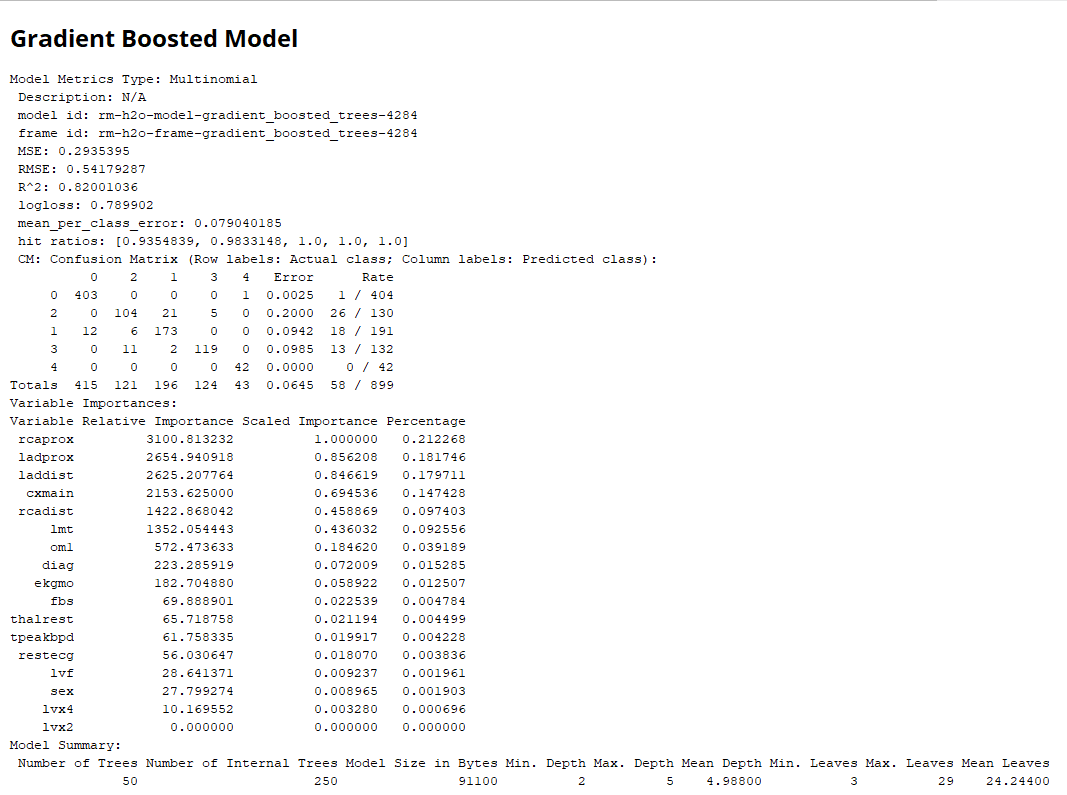 Gradient Boosted Model
Model Metrics Type: Multinomial
Description: N/A
model id: rm-h2o-model-gradient_boosted_trees-4284
frame id: rm-h2o-frame-gradient_boosted_trees-4284
MSE: 0.2935395
RMSE: 0.54179287
R^2: 0.82001036
logloss: 0.789902
mean_per_class_error: 0.079040185
hit ratios: [0.9354839, 0.9833148, 1.0, 1.0, 1.0]
CM: Confusion Matrix (Row labels: Actual class; Column labels: Predicted class):
0 2 1 3 4 Error Rate
0 403 0 0 0 1 0.0025 1 / 404
2 0 104 21 5 0 0.2000 26 / 130
1 12 6 173 0 0 0.0942 18 / 191
3 0 11 2 119 0 0.0985 13 / 132
4 0 0 0 0 42 0.0000 0 / 42
Totals 415 121 196 124 43 0.0645 58 / 899
Variable Importances:
Variable Relative Importance Scaled Importance Percentage
rcaprox 3100.813232 1.000000 0.212268
ladprox 2654.940918 0.856208 0.181746
laddist 2625.207764 0.846619 0.179711
cxmain 2153.625000 0.694536 0.147428
rcadist 1422.868042 0.458869 0.097403
lmt 1352.054443 0.436032 0.092556
om1 572.473633 0.184620 0.039189
diag 223.285919 0.072009 0.015285
ekgmo 182.704880 0.058922 0.012507
fbs 69.888901 0.022539 0.004784
thalrest 65.718758 0.021194 0.004499
tpeakbpd 61.758335 0.019917 0.004228
restecg 56.030647 0.018070 0.003836
lvf 28.641371 0.009237 0.001961
sex 27.799274 0.008965 0.001903
lvx4 10.169552 0.003280 0.000696
lvx2 0.000000 0.000000 0.000000
Model Summary:
Number of Trees Number of Internal Trees Model Size in Bytes Min. Depth Max. Depth Mean Depth Min. Leaves Max. Leaves Mean Leaves
50 250 91100 2 5 4.98800 3 29 24.24400